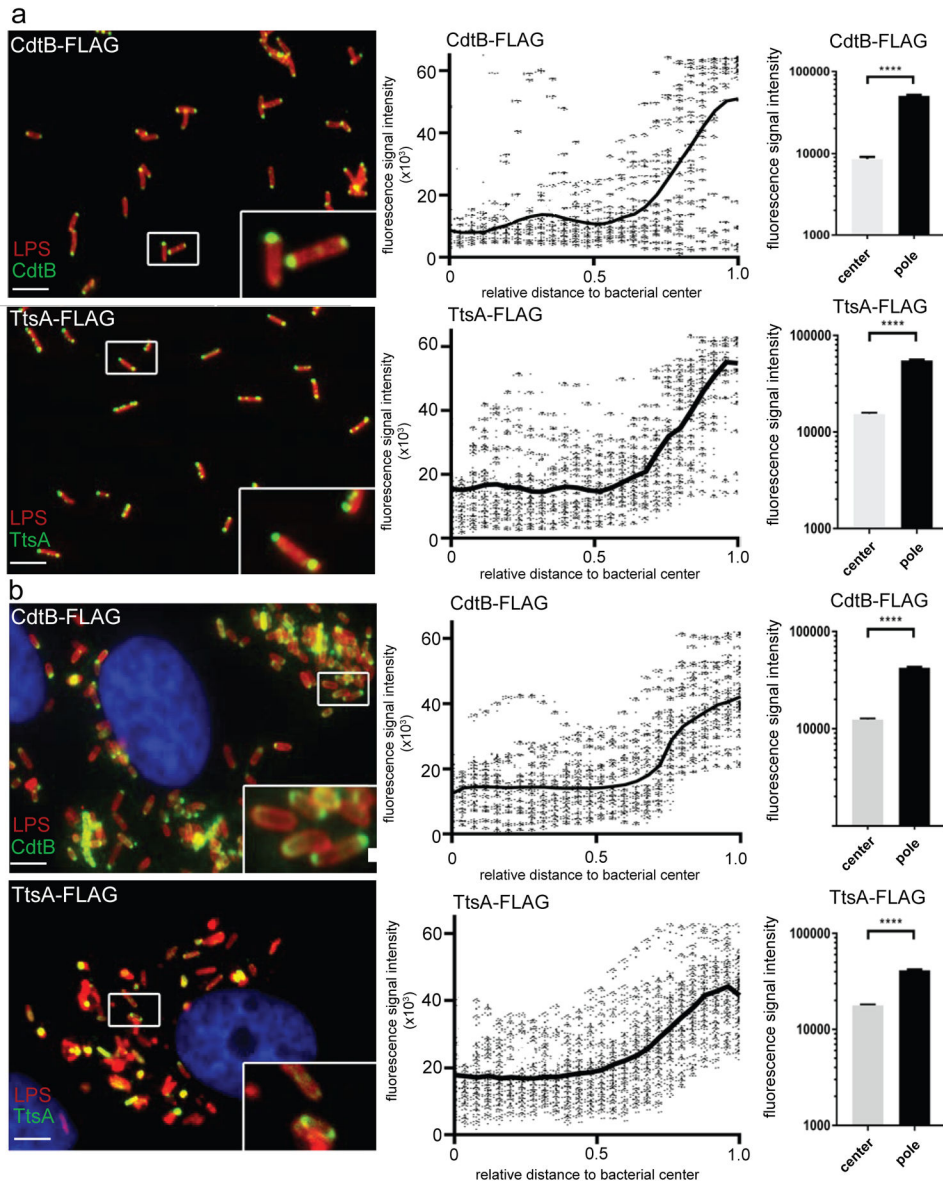 a
CdtB-FLAG
LPS
CdtB
CdtB-FLAG
fluorescence signal intensity
(x10³)
60
40
20
0
0
0.5
1.0
relative distance to bacterial center
CdtB-FLAG
fluorescence signal intensity
100000
10000
1000
****
center
pole
TtsA-FLAG
LPS
TtsA
TtsA-FLAG
fluorescence signal intensity
(x10³)
60
40
20
0
0
0.5
1.0
relative distance to bacterial center
TtsA-FLAG
fluorescence signal intensity
100000
10000
1000
****
center
pole
b
CdtB-FLAG
LPS
CdtB
CdtB-FLAG
fluorescence signal intensity
(x10³)
60
40
20
0
0
0.5
1.0
relative distance to bacterial center
CdtB-FLAG
fluorescence signal intensity
100000
10000
****
center
pole
TtsA-FLAG
LPS
TtsA
TtsA-FLAG
fluorescence signal intensity
(x10³)
60
40
20
0
0
0.5
1.0
relative distance to bacterial center
TtsA-FLAG
fluorescence signal intensity
100000
10000
1000
****
center
pole